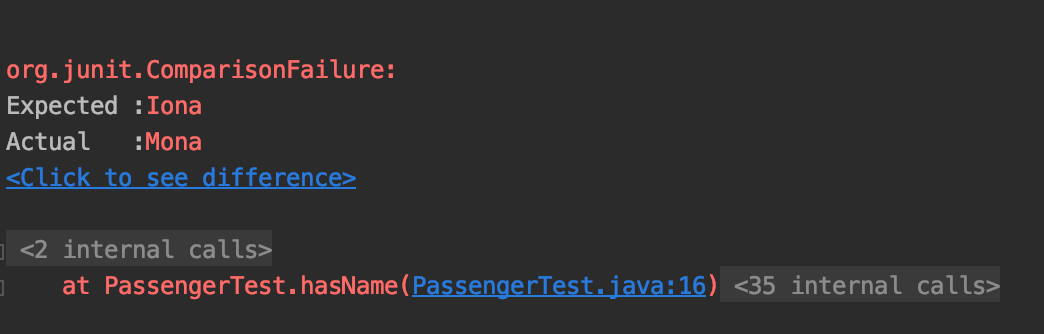 org.junit.ComparisonFailure:
Expected :Iona
Actual   :Mona
<Click to see difference>
<2 internal calls>
at PassengerTest.hasName(PassengerTest.java:16) <35 internal calls>